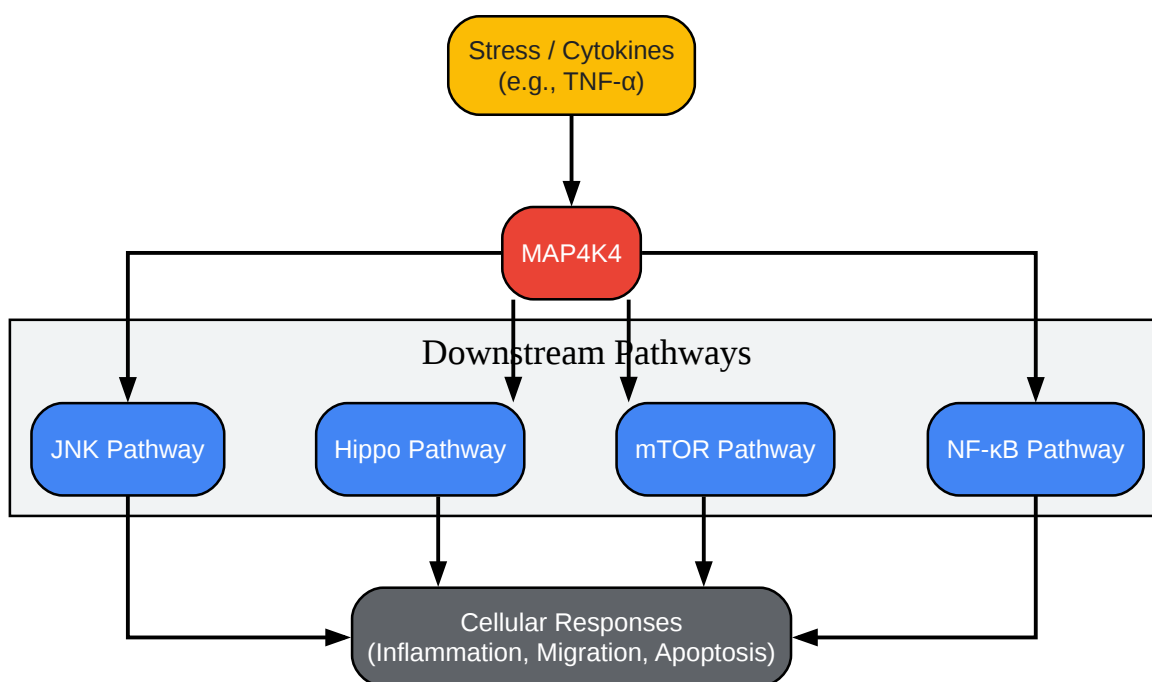 Stress / Cytokines
(e.g., TNF-α)
MAP4K4
Downstream Pathways
JNK Pathway
Hippo Pathway
mTOR Pathway
NF-κB Pathway
Cellular Responses
(Inflammation, Migration, Apoptosis)